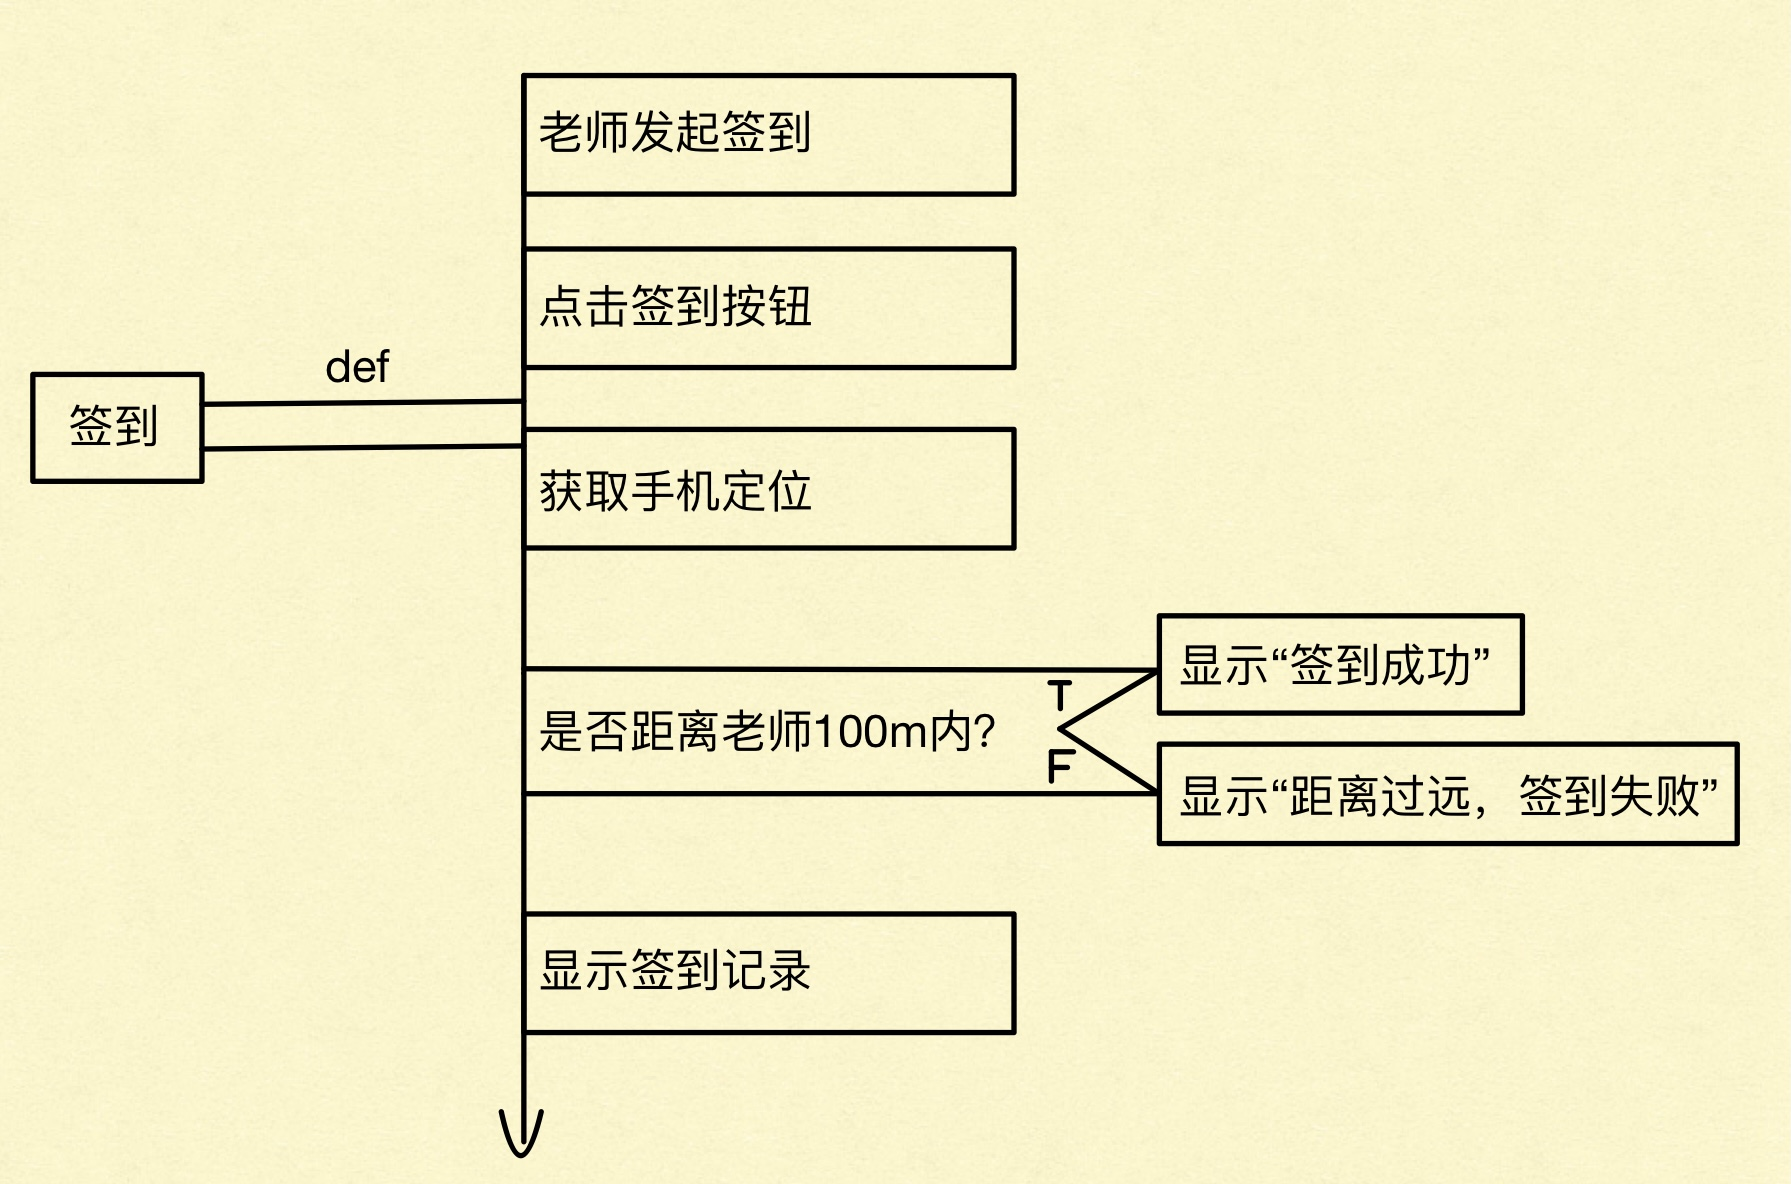 老师发起签到
点击签到按钮
def
签到
获取手机定位
显示“签到成功”
T
是否距离老师100m内？
F
显示“距离过远，签到失败”
显示签到记录